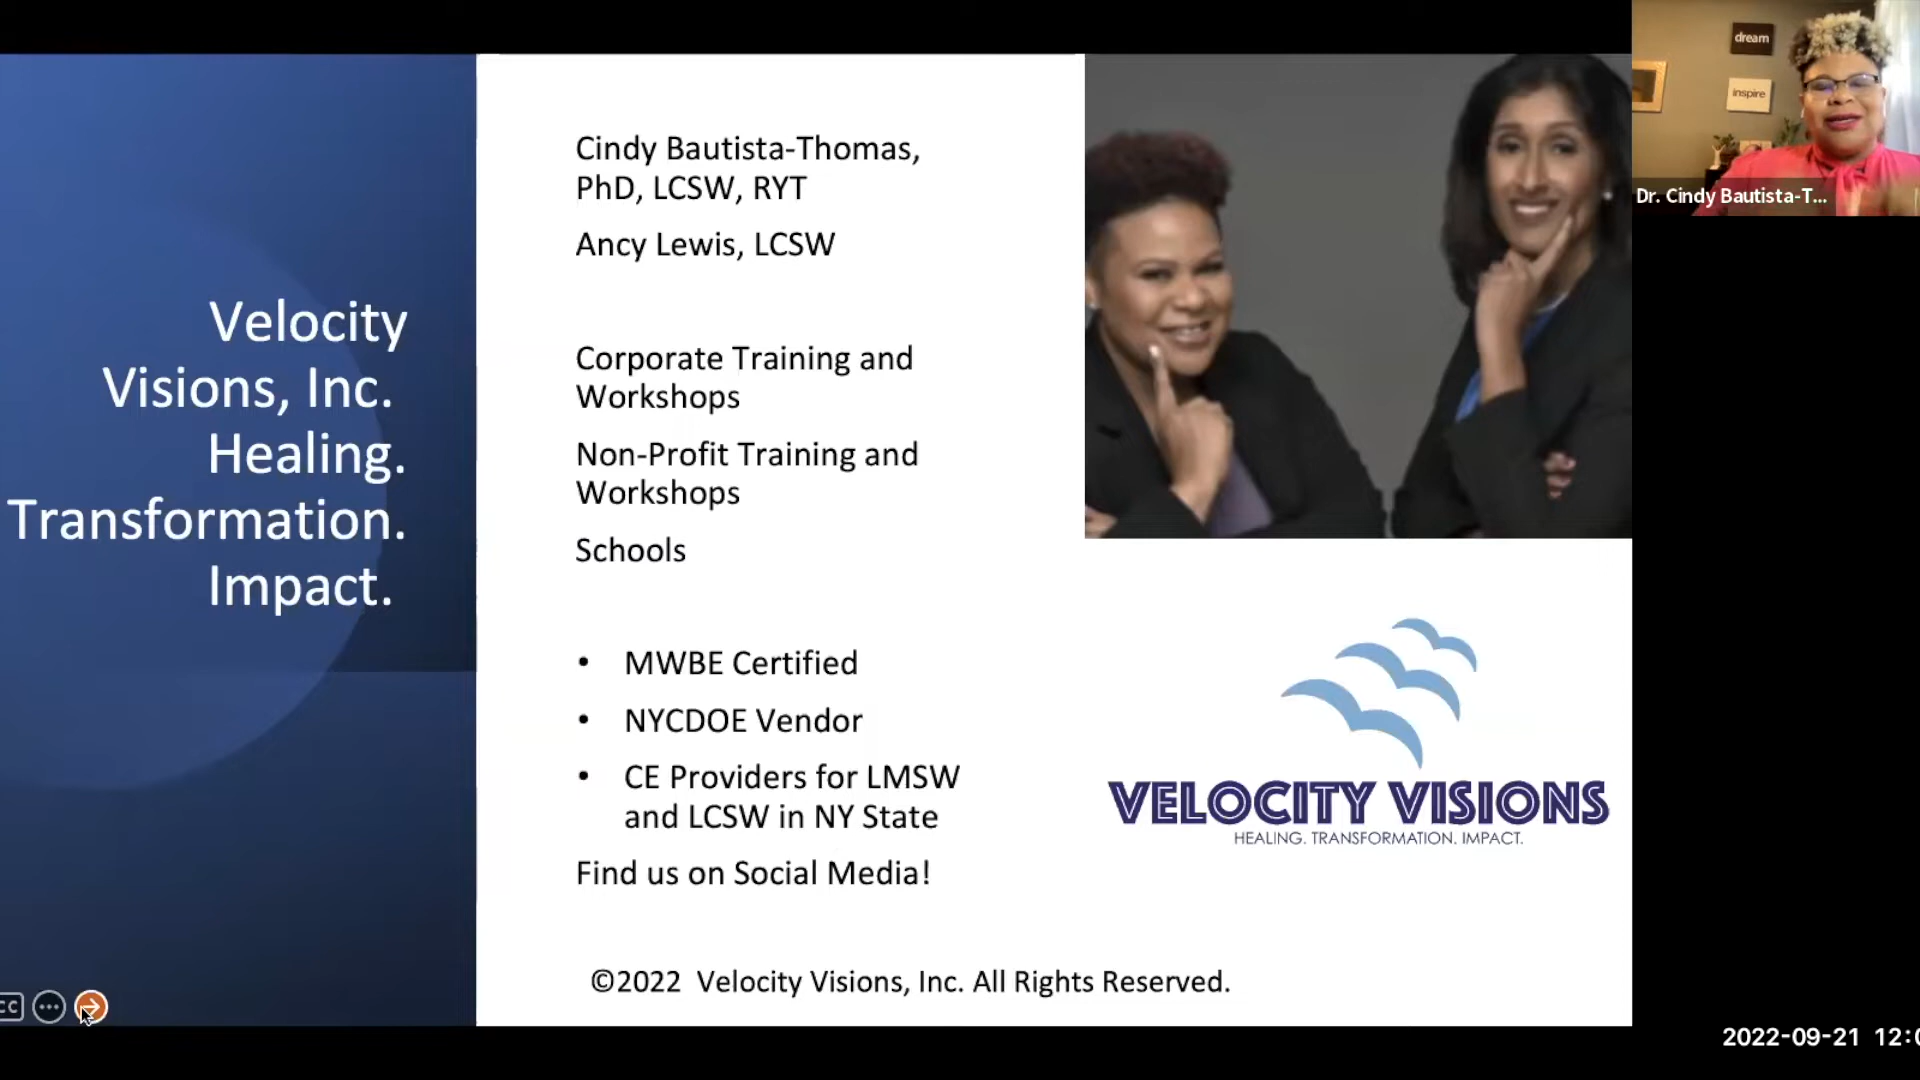 Velocity
Visions, Inc.
Healing.
Transformation.
Impact.
Cindy Bautista-Thomas,
PhD, LCSW, RYT
Ancy Lewis, LCSW
Corporate Training and
Workshops
Non-Profit Training and
Workshops
Schools
• MWBE Certified
• NYCDOE Vendor
• CE Providers for LMSW
and LCSW in NY State
Find us on Social Media!
©2022 Velocity Visions, Inc. All Rights Reserved.
VELOCITY VISIONS
HEALING. TRANSFORMATION. IMPACT.
dream
inspire
Dr. Cindy Bautista-T...
CC
2022-09-21 12:0